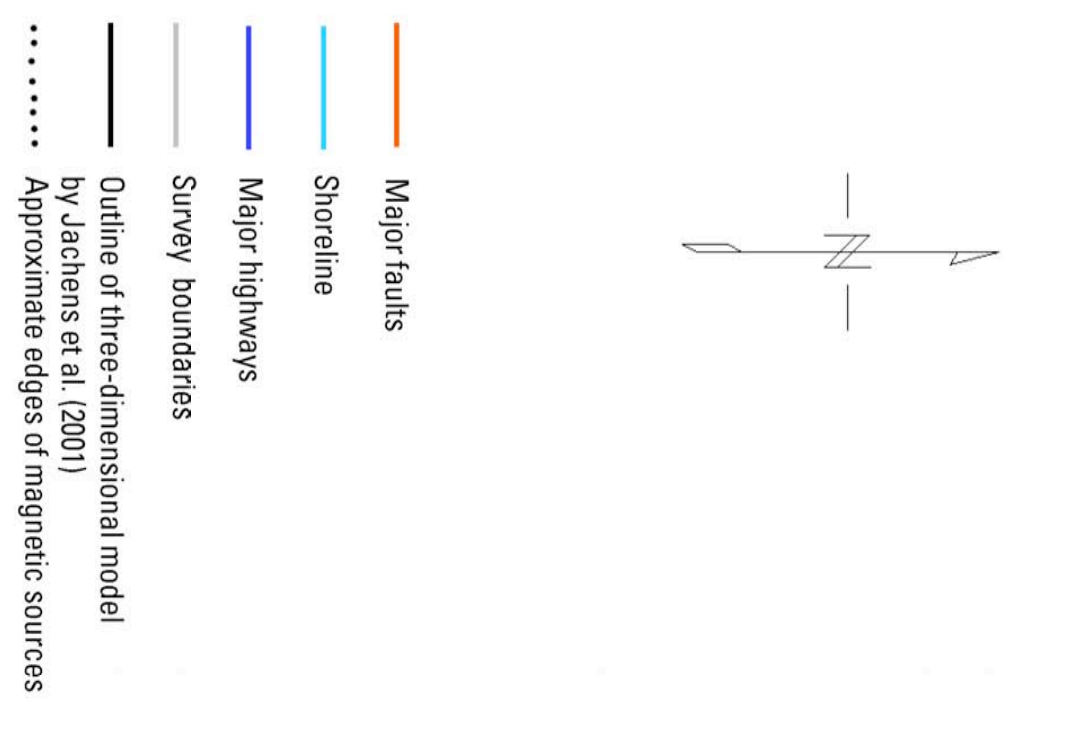 N
Major faults
Shoreline
Major highways
Survey boundaries
Outline of three-dimensional model
by Jachens et al. (2001)
Approximate edges of magnetic sources